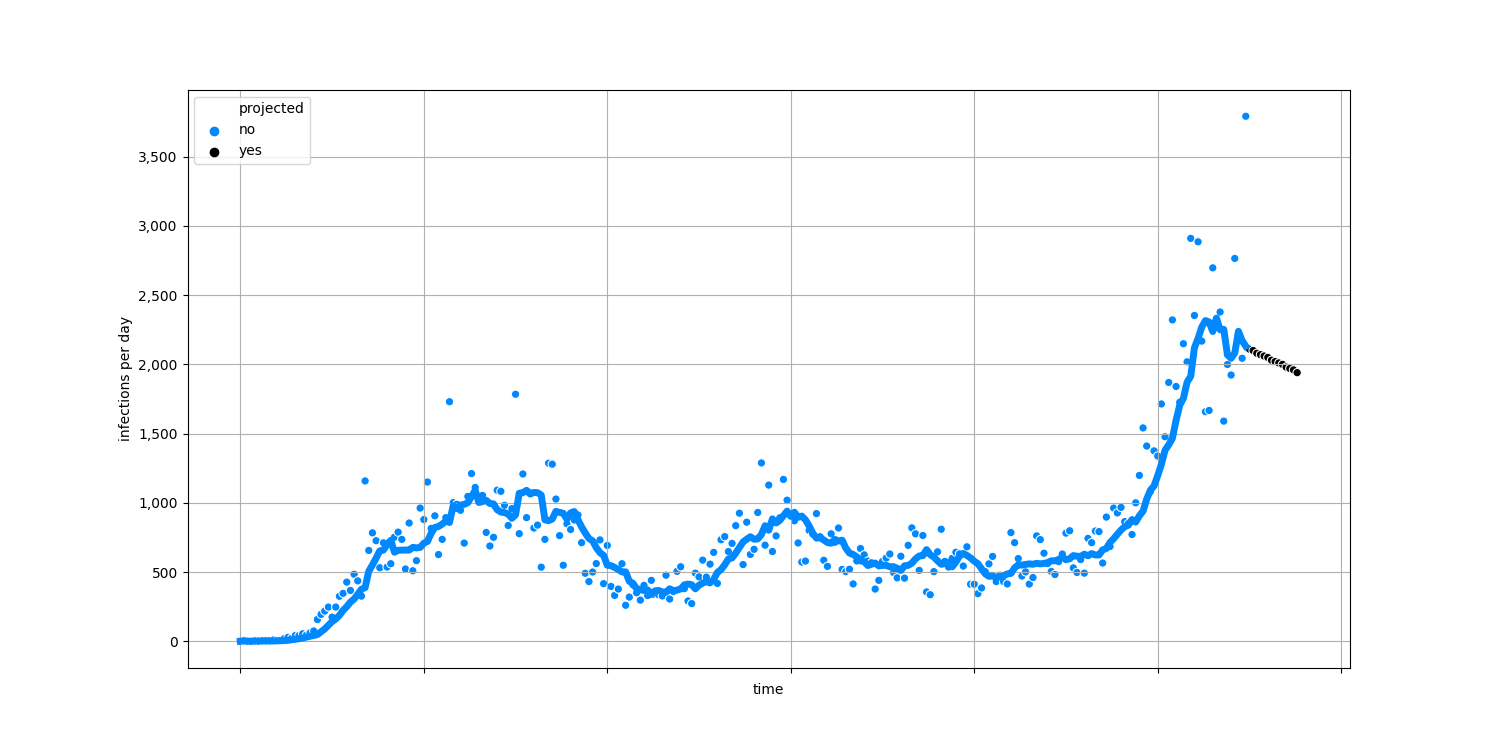 projected
no
yes
3,500
3,000
2,500
2,000
1,500
1,000
500
0
infections per day
time